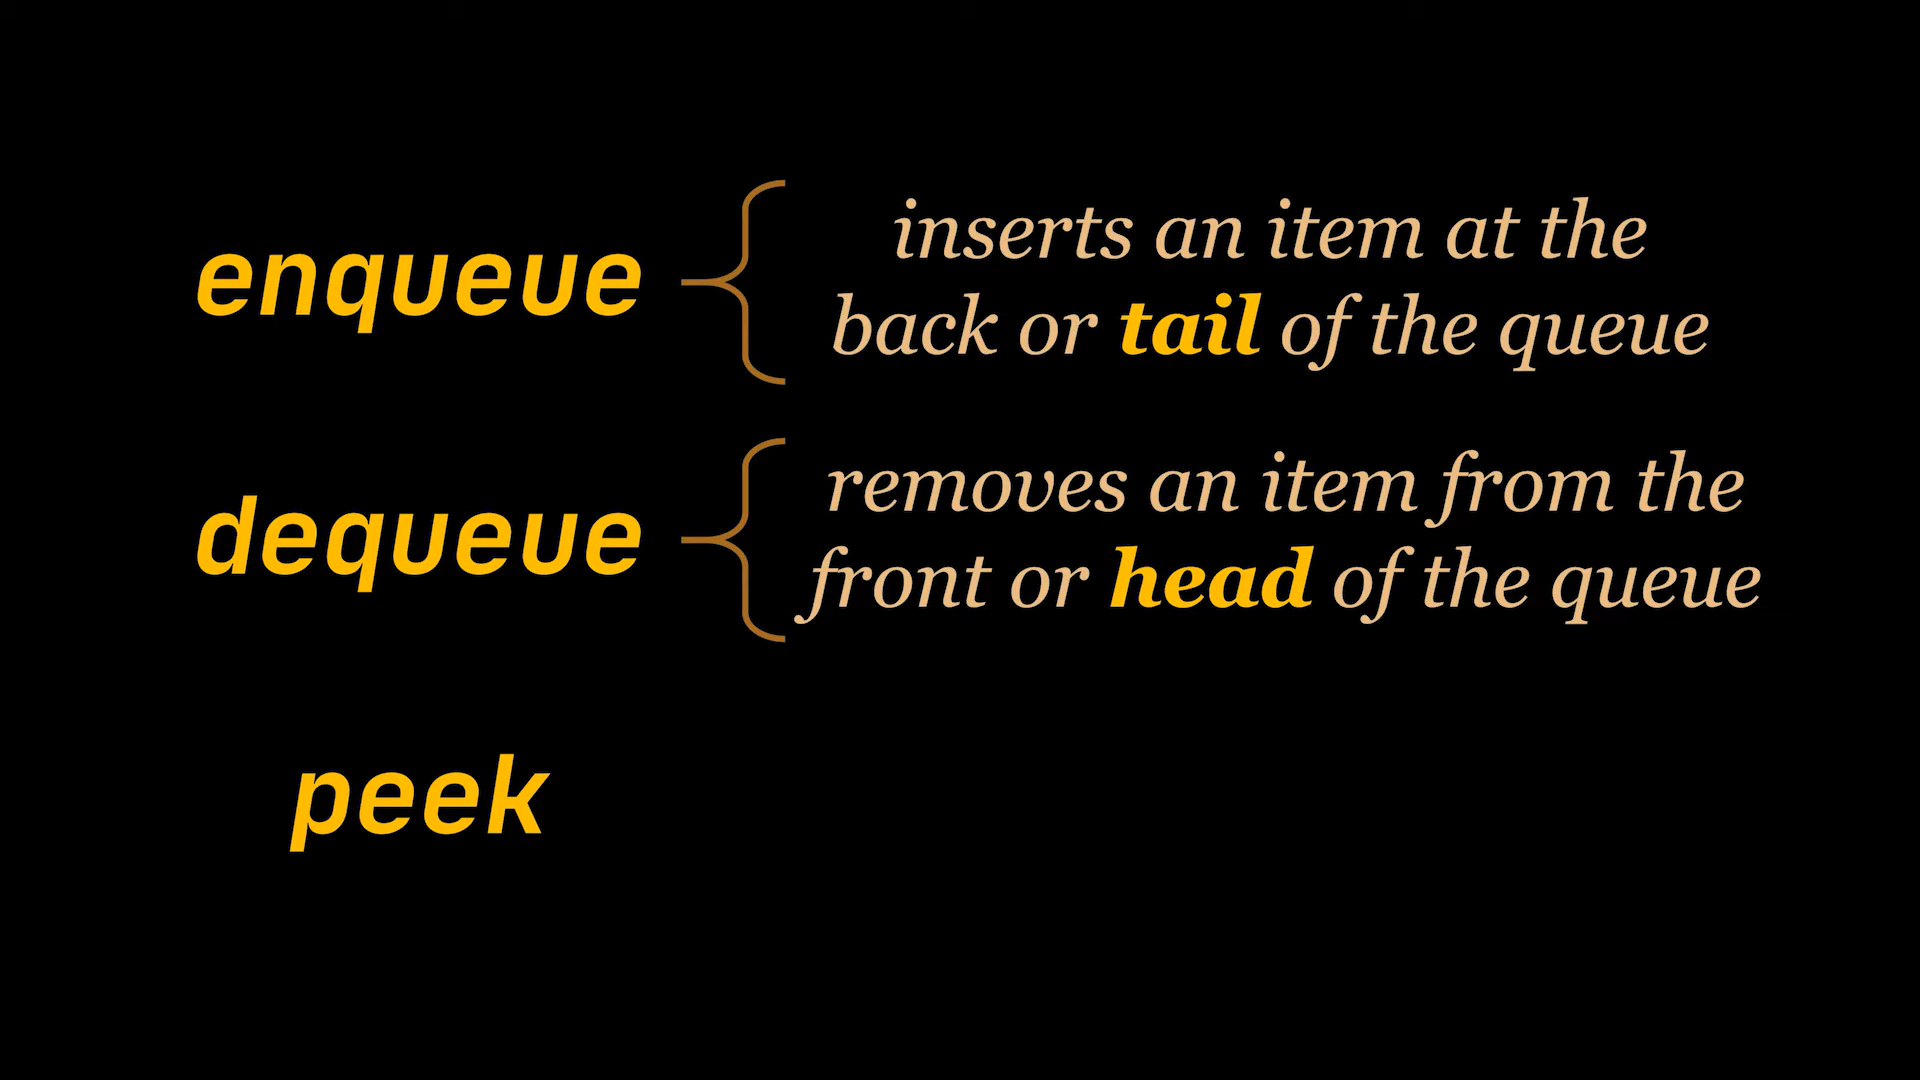 enqueue
inserts an item at the
back or tail of the queue
dequeue
removes an item from the
front or head of the queue
peek